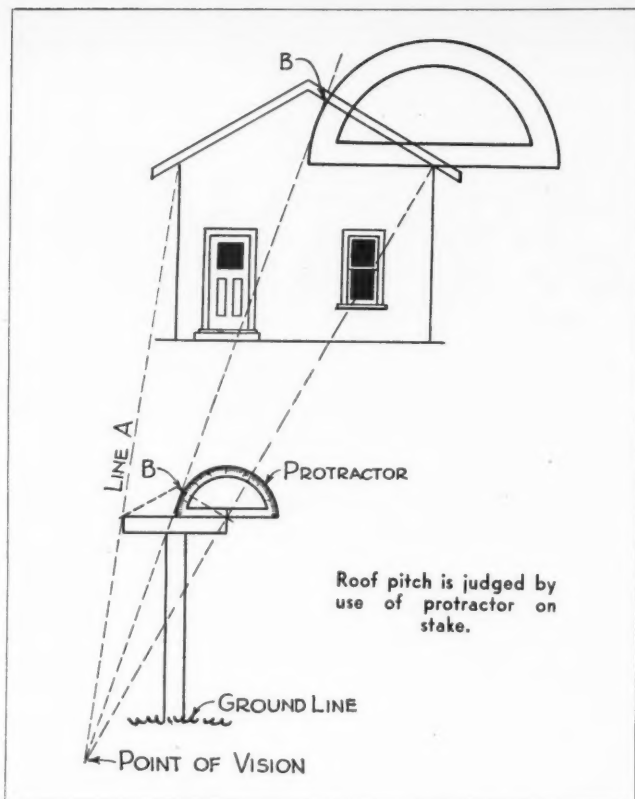 B
LINE A
B
PROTRACTOR
Roof pitch is judged by
use of protractor on
stake.
GROUND LINE
POINT OF VISION